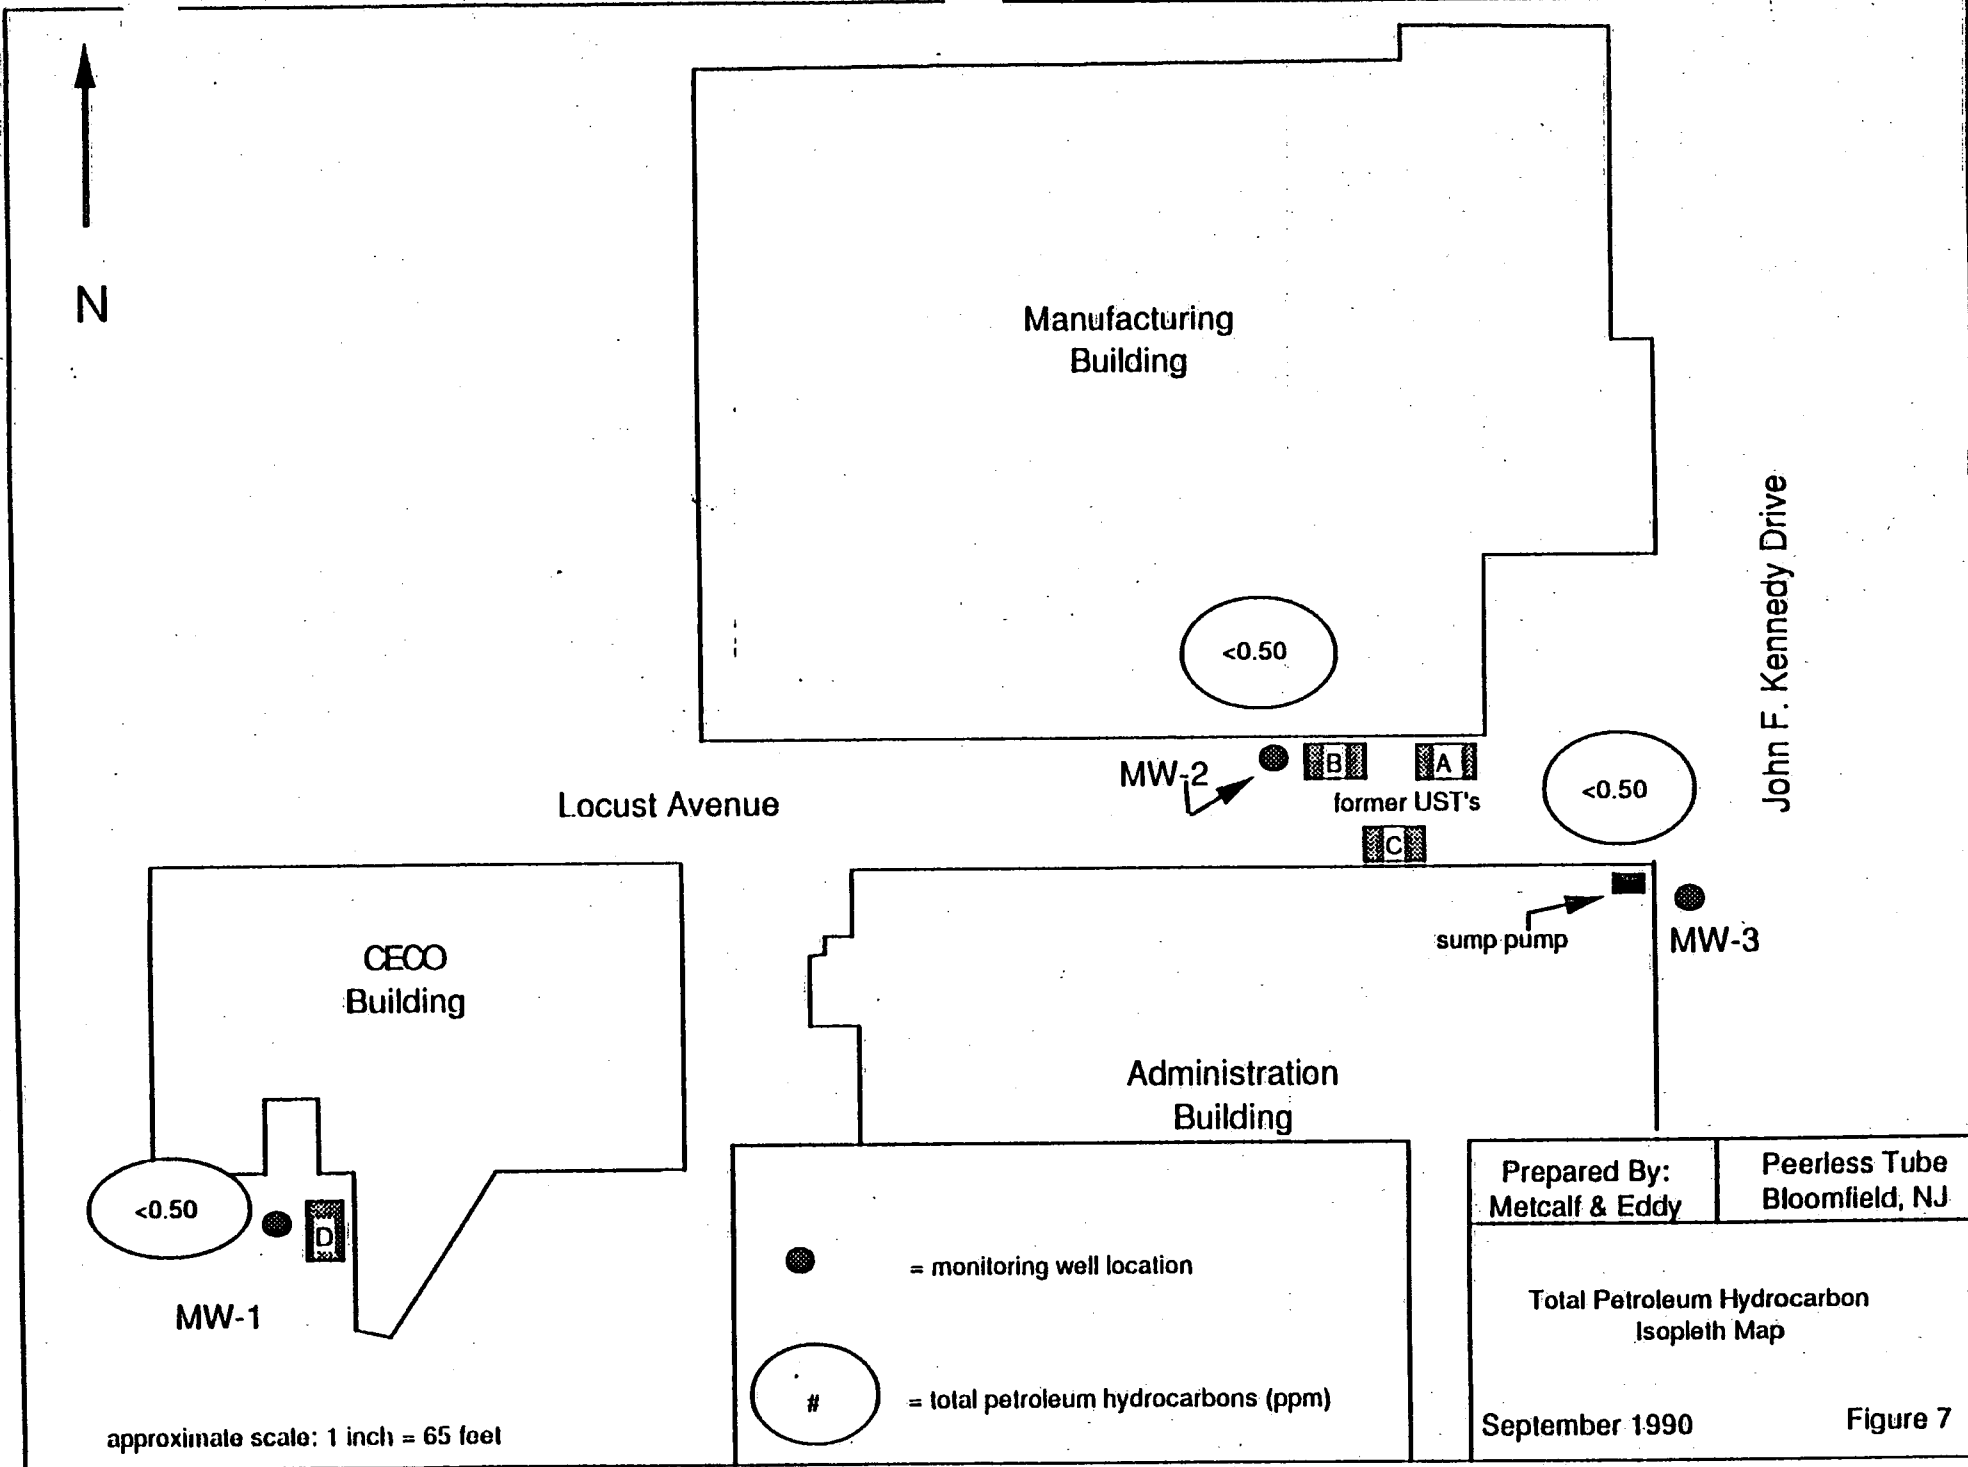 N
Manufacturing
Building
John F. Kennedy Drive
<0.50
MW-2
B
A
former UST's
<0.50
Locust Avenue
C
CECO
Building
sump pump
MW-3
Administration
Building
<0.50
D
MW-1
= monitoring well location
#
= total petroleum hydrocarbons (ppm)
approximate scale: 1 inch = 65 feet
Prepared By:
Metcalf & Eddy
Peerless Tube
Bloomfield, NJ
Total Petroleum Hydrocarbon
Isopleth Map
September 1990
Figure 7